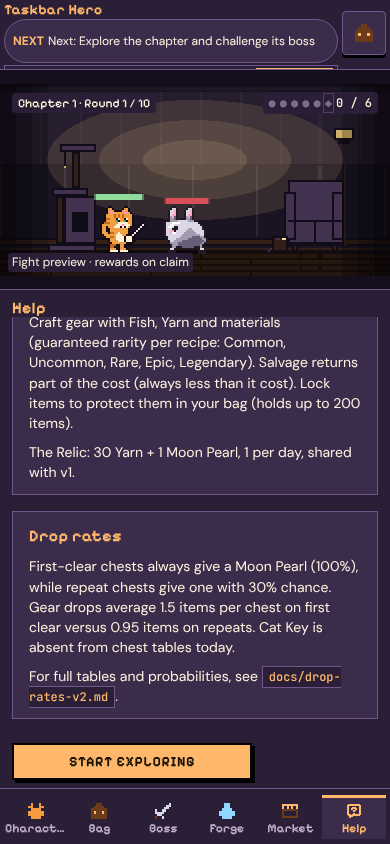 Taskbar Hero
NEXT Next: Explore the chapter and challenge its boss
Chapter 1 · Round 1 / 10
0 / 6
Fight preview · rewards on claim
Help
Craft gear with Fish, Yarn and materials
(guaranteed rarity per recipe: Common,
Uncommon, Rare, Epic, Legendary). Salvage returns
part of the cost (always less than it cost). Lock
items to protect them in your bag (holds up to 200
items).
The Relic: 30 Yarn + 1 Moon Pearl, 1 per day, shared
with v1.
Drop rates
First-clear chests always give a Moon Pearl (100%),
while repeat chests give one with 30% chance.
Gear drops average 1.5 items per chest on first
clear versus 0.95 items on repeats. Cat Key is
absent from chest tables today.
For full tables and probabilities, see docs/drop-
rates-v2.md .
START EXPLORING
Charact... Bag Boss Forge Market Help